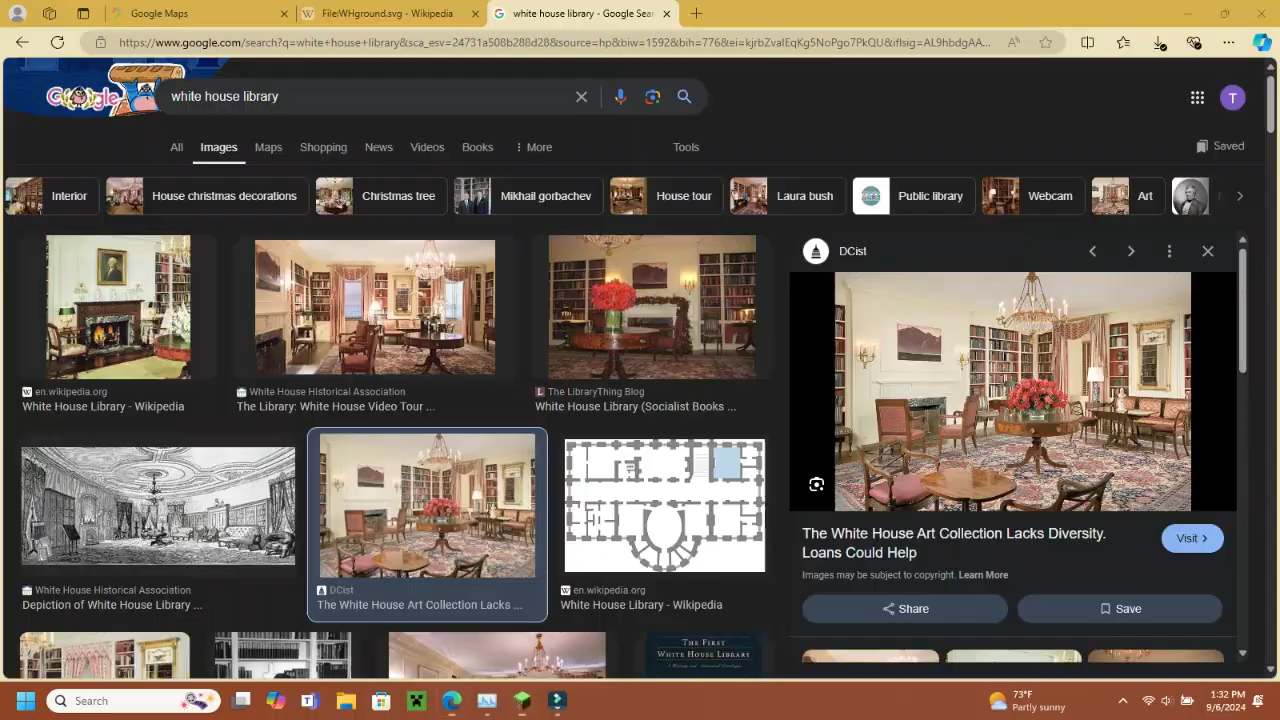 Google Maps
File:WHground.svg - Wikipedia
white house library - Google Sear
https://www.google.com/search?q=white+house+library&sca_esv=24731a508b288d28&source=hp&biw=1592&bih=776&ei=kjrbZvalEqKg5NoPgo7PkQU&iflsig=AL9hbdgAA...
Google
white house library
T
All
Images
Maps
Shopping
News
Videos
Books
More
Tools
Saved
Interior
House christmas decorations
Christmas tree
Mikhail gorbachev
House tour
Laura bush
Public library
Webcam
Art
DCist
en.wikipedia.org
White House Library - Wikipedia
White House Historical Association
The Library: White House Video Tour ...
The LibraryThing Blog
White House Library (Socialist Books ...
The White House Art Collection Lacks Diversity.
Loans Could Help
Visit
Images may be subject to copyright. Learn More
Share
Save
White House Historical Association
Depiction of White House Library ...
DCist
The White House Art Collection Lacks ...
en.wikipedia.org
White House Library - Wikipedia
THE FIRST
WHITE HOUSE LIBRARY
Search
73°F
Partly sunny
1:32 PM
9/6/2024